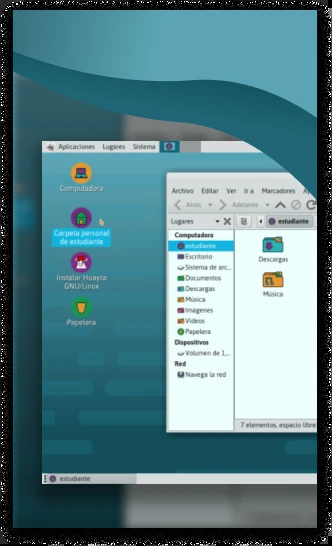 Aplicaciones Lugares Sistema
Computadora
Carpeta personal
de estudiante
Instalar Huayra
GNU/Linux
Papelera
Archivo Editar Ver Ir a Marcadores
Atrás Adelante
Lugares estudiante
Computadora
estudiante
Escritorio
Sistema de arc...
Documentos
Descargas
Música
Imágenes
Vídeos
Papelera
Dispositivos
Volumen de 1,...
Red
Navega la red
Descargas
Música
7 elementos, espacio libre:
estudiante